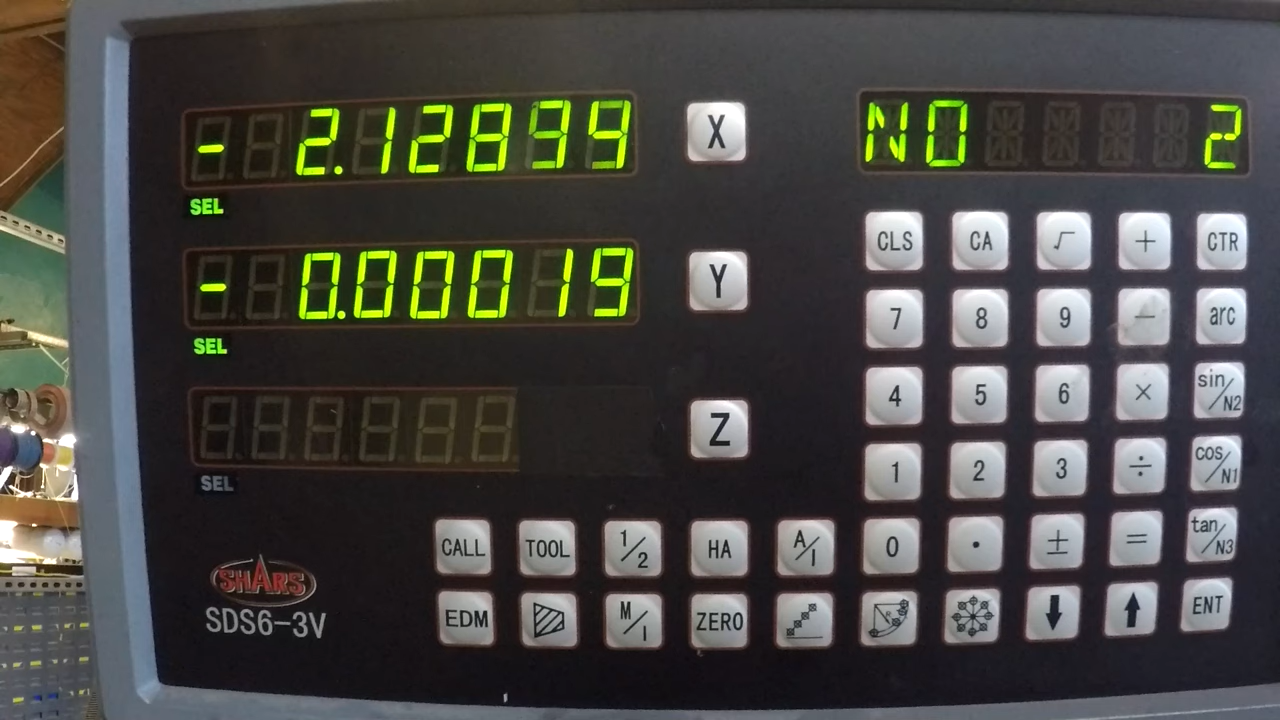 - 2.12899 X NO 2
SEL
- 0.00019 Y
SEL
Z
SEL
CLS CA √ + CTR
7 8 9 − arc
4 5 6 × sin/N2
1 2 3 ÷ cos/N1
CALL TOOL 1/2 HA A/I 0 • ± = tan/N3
EDM M/I ZERO ⬇ ⬆ ENT
SHARS
SDS6-3V